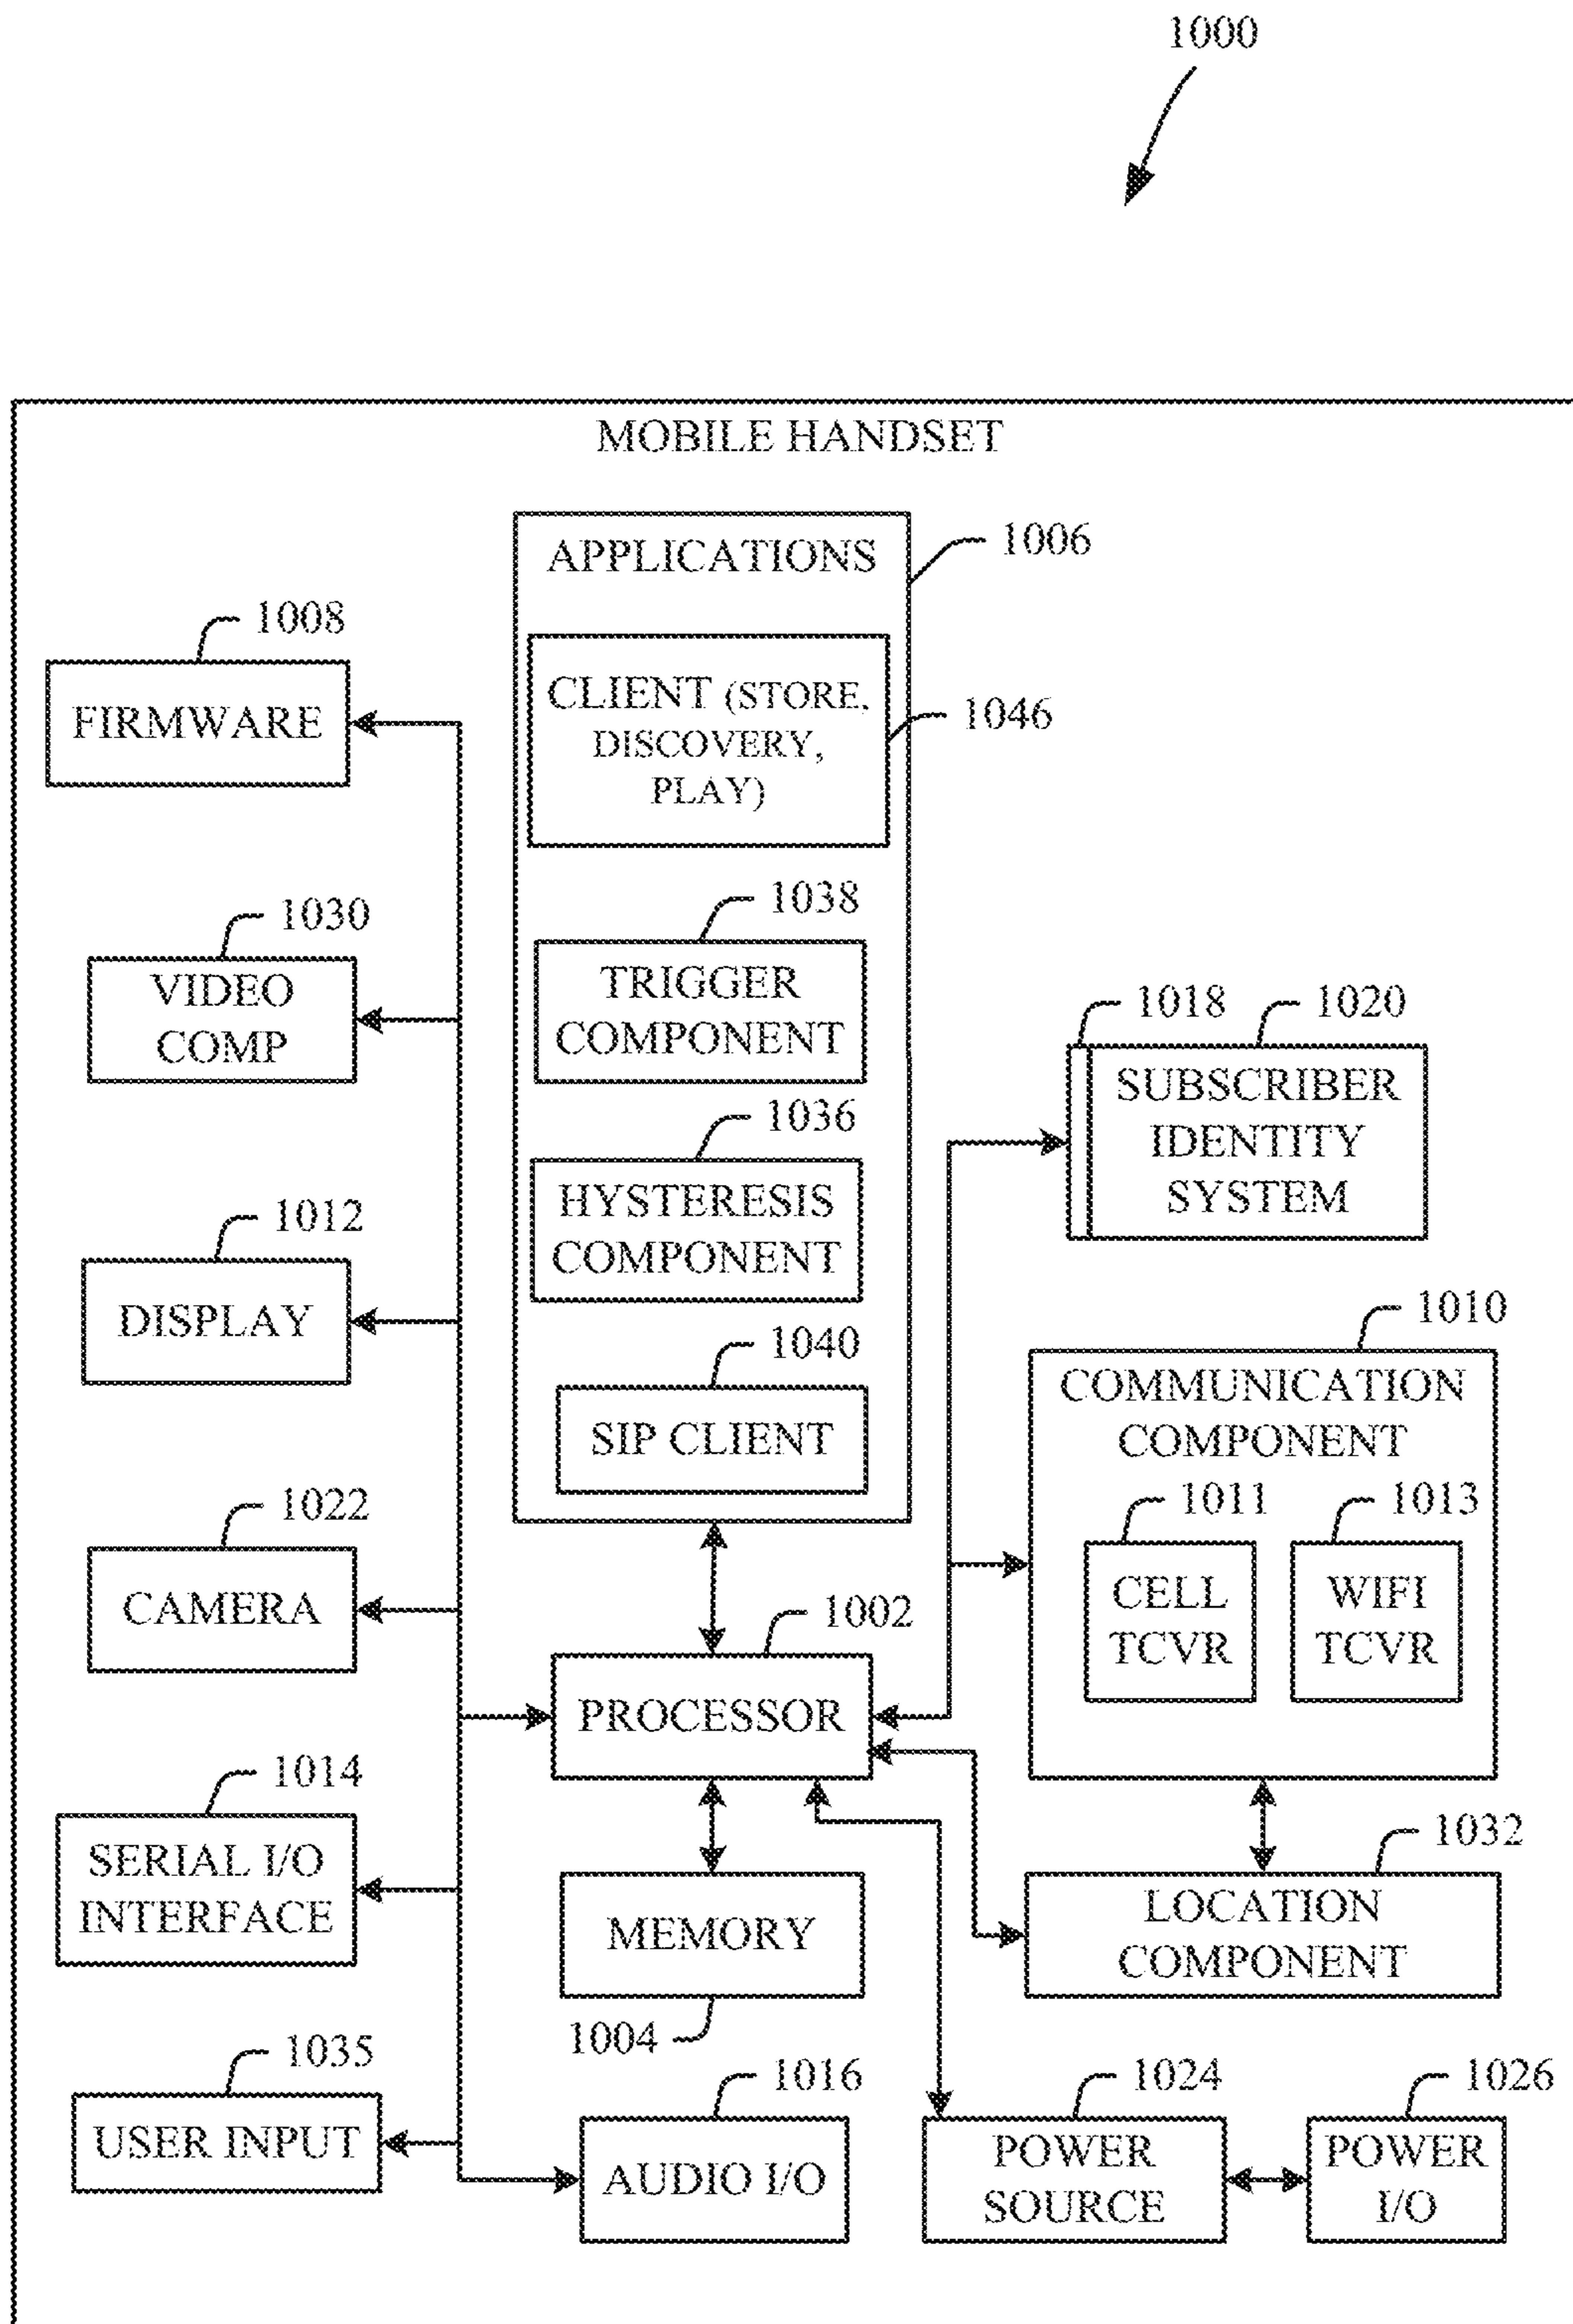 1000
MOBILE HANDSET
APPLICATIONS
1006
1008
FIRMWARE
CLIENT (STORE,
DISCOVERY,
PLAY)
1046
1030
VIDEO
COMP
1038
TRIGGER
COMPONENT
1018
1020
SUBSCRIBER
IDENTITY
SYSTEM
1036
HYSTERESIS
COMPONENT
1012
DISPLAY
1040
SIP CLIENT
1010
COMMUNICATION
COMPONENT
1011
CELL
TCVR
1013
WIFI
TCVR
1022
CAMERA
1002
PROCESSOR
1014
SERIAL I/O
INTERFACE
MEMORY
1004
1032
LOCATION
COMPONENT
1035
USER INPUT
1016
AUDIO I/O
1024
POWER
SOURCE
1026
POWER
I/O